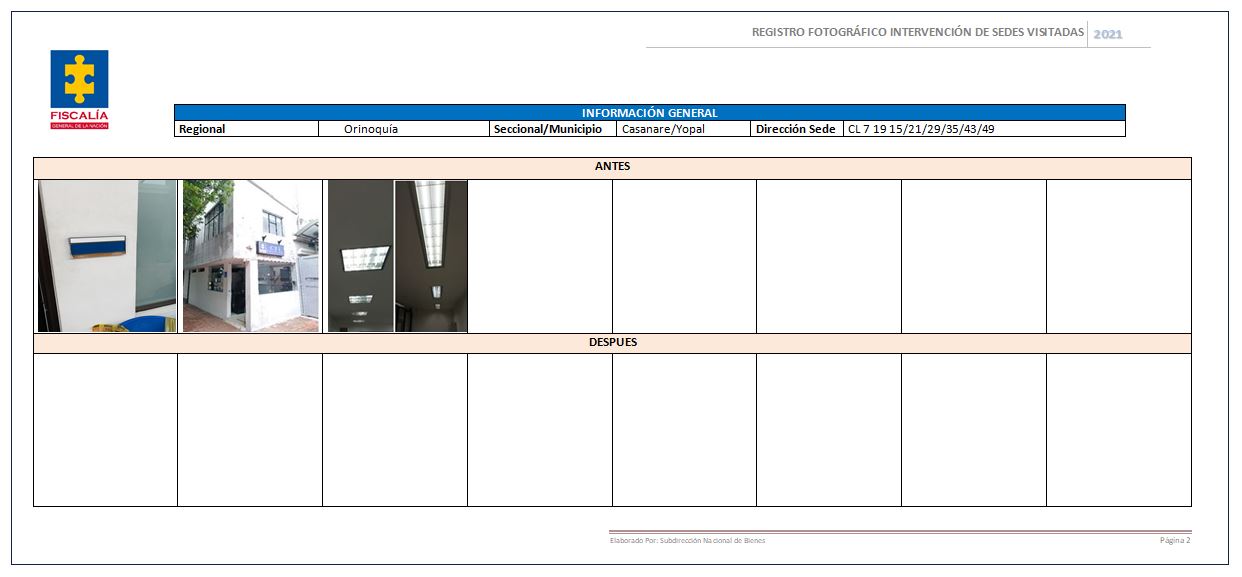 REGISTRO FOTOGRÁFICO INTERVENCIÓN DE SEDES VISITADAS 2021
FISCALÍA
GENERAL DE LA NACIÓN
INFORMACIÓN GENERAL
Regional Orinoquía Seccional/Municipio Casanare/Yopal Dirección Sede CL 7 19 15/21/29/35/43/49
ANTES
DESPUES
Elaborado Por: Subdirección Nacional de Bienes Página 2